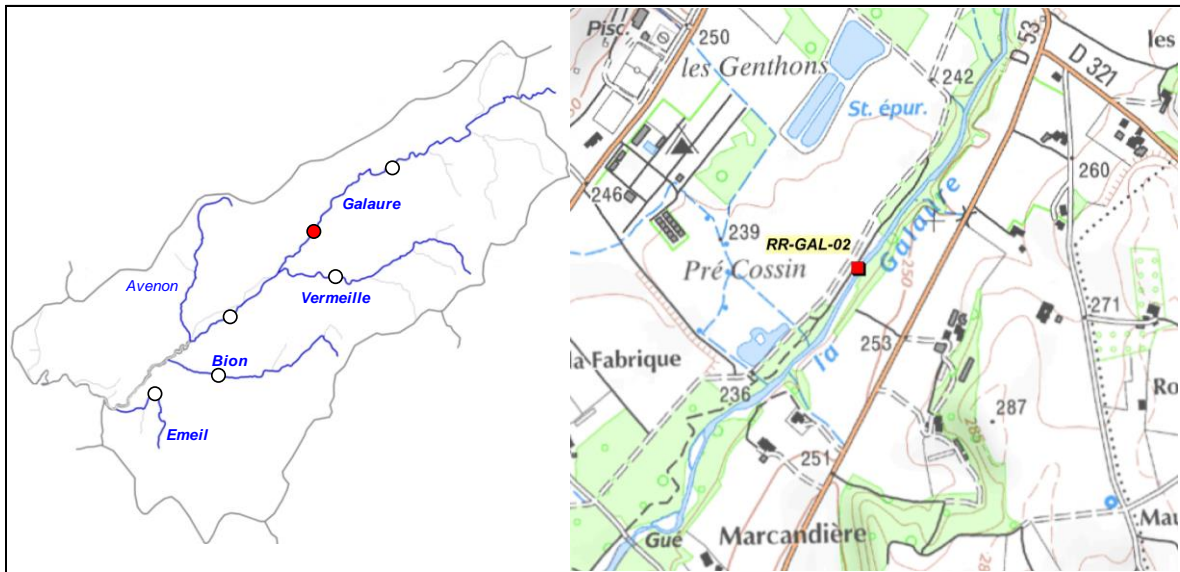 Galaure
Avenon
Vermeille
Bion
Emeil
Pisc.
250
les Genthons
242
D 53
D 321
les
St. épur.
260
246
239
RR-GAL-02
Pré Cossin
la Galaure
250
271
253
la Fabrique
236
Ro
287
285
251
Gué
Marcandière
Mau